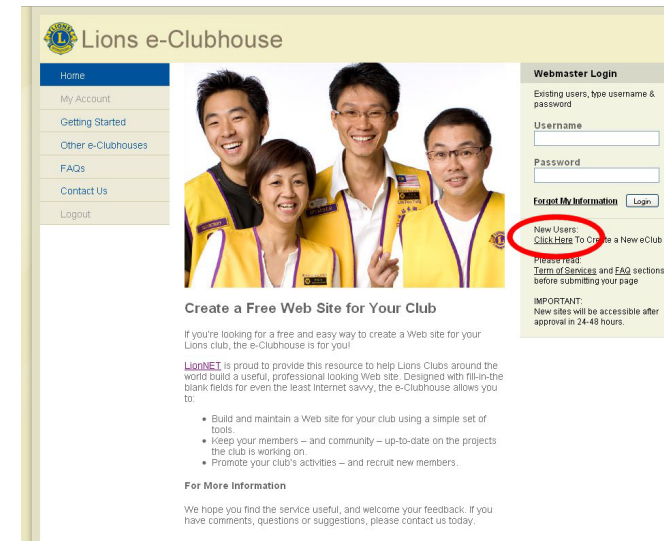 Lions e-Clubhouse
Home
My Account
Getting Started
Other e-Clubhouses
FAQs
Contact Us
Logout
Create a Free Web Site for Your Club
If you're looking for a free and easy way to create a Web site for your
Lions club, the e-Clubhouse is for you!
LionNET is proud to provide this resource to help Lions Clubs around the
world build a useful, professional looking Web site. Designed with fill-in-the
blank fields for even the least Internet savvy, the e-Clubhouse allows you
to:
• Build and maintain a Web site for your club using a simple set of
tools.
• Keep your members – and community – up-to-date on the projects
the club is working on.
• Promote your club's activities – and recruit new members.
For More Information
We hope you find the service useful, and welcome your feedback. If you
have comments, questions or suggestions, please contact us today.
Webmaster Login
Existing users, type username &
password
Username
Password
Forgot My Information Login
New Users:
Click Here To Create a New eClub
Please read:
Term of Services and FAQ sections
before submitting your page
IMPORTANT:
New sites will be accessible after
approval in 24-48 hours.